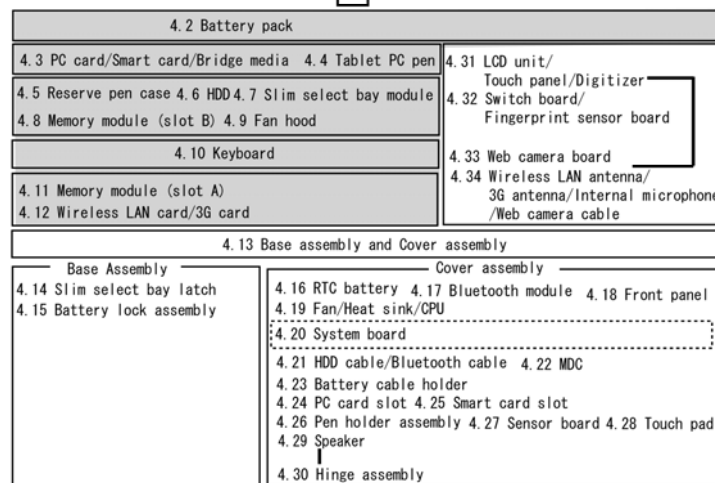 4.2 Battery pack
4.3 PC card/Smart card/Bridge media 4.4 Tablet PC pen
4.5 Reserve pen case 4.6 HDD 4.7 Slim select bay module
4.8 Memory module (slot B) 4.9 Fan hood
4.10 Keyboard
4.11 Memory module (slot A)
4.12 Wireless LAN card/3G card
4.31 LCD unit/
Touch panel/Digitizer
4.32 Switch board/
Fingerprint sensor board
4.33 Web camera board
4.34 Wireless LAN antenna/
3G antenna/Internal microphone
/Web camera cable
4.13 Base assembly and Cover assembly
Base Assembly
4.14 Slim select bay latch
4.15 Battery lock assembly
Cover assembly
4.16 RTC battery 4.17 Bluetooth module 4.18 Front panel
4.19 Fan/Heat sink/CPU
4.20 System board
4.21 HDD cable/Bluetooth cable 4.22 MDC
4.23 Battery cable holder
4.24 PC card slot 4.25 Smart card slot
4.26 Pen holder assembly 4.27 Sensor board 4.28 Touch pad
4.29 Speaker
4.30 Hinge assembly